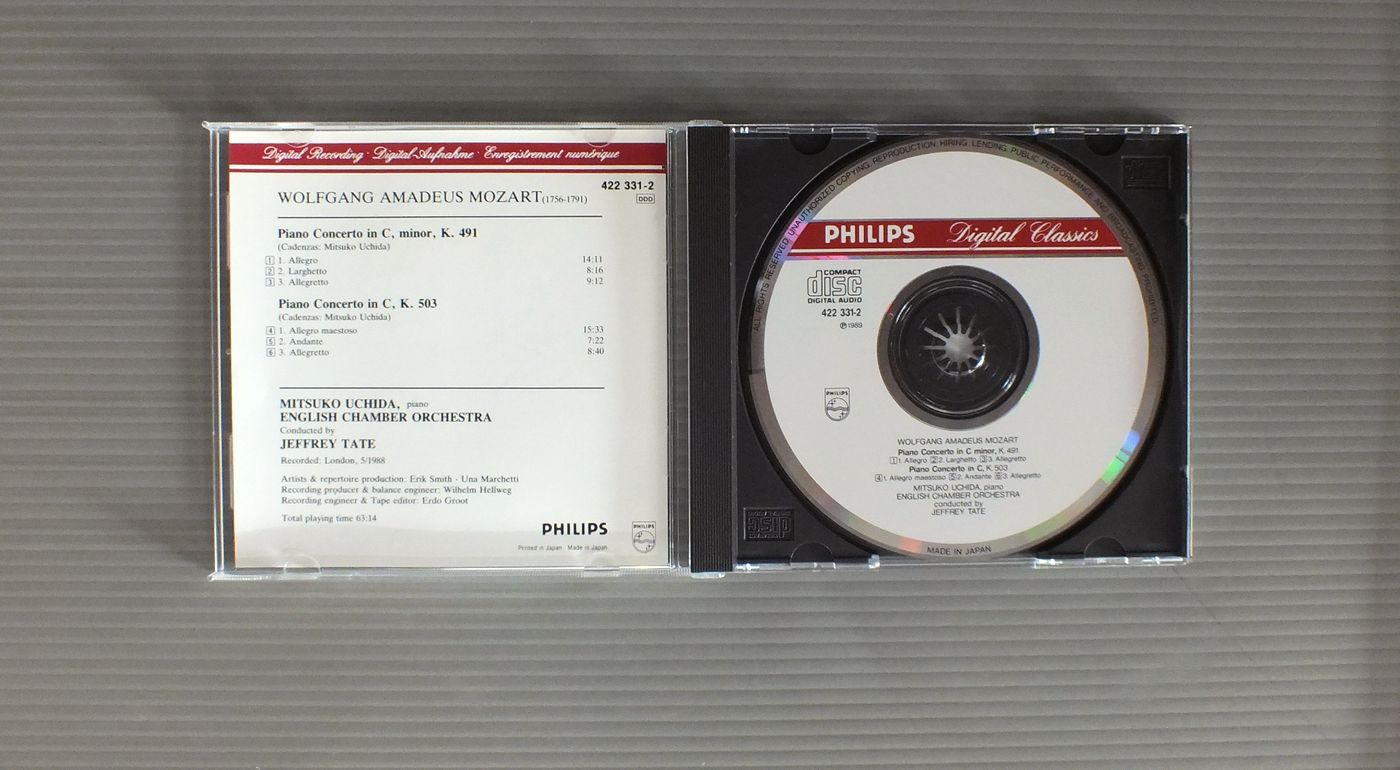 Digital Recording · Digital-Aufnahme · Enregistrement numérique
422 331-2
WOLFGANG AMADEUS MOZART (1756-1791)
DDD
Piano Concerto in C, minor, K. 491
(Cadenzas: Mitsuko Uchida)
1 1. Allegro 14:11
2 2. Larghetto 8:16
3 3. Allegretto 9:12
Piano Concerto in C, K. 503
(Cadenzas: Mitsuko Uchida)
4 1. Allegro maestoso 15:33
5 2. Andante 7:22
6 3. Allegretto 8:40
MITSUKO UCHIDA, piano
ENGLISH CHAMBER ORCHESTRA
Conducted by
JEFFREY TATE
Recorded: London, 5/1988
Artists & repertoire production: Erik Smith · Una Marchetti
Recording producer & balance engineer: Wilhelm Hellweg
Recording engineer & Tape editor: Erdo Groot
Total playing time 63:14
PHILIPS
PHILIPS
Printed in Japan Made in Japan
ALL RIGHTS RESERVED UNAUTHORIZED COPYING REPRODUCTION HIRING LENDING PUBLIC PERFORMANCE AND BROADCASTING PROHIBITED
PHILIPS Digital Classics
COMPACT
disc
DIGITAL AUDIO
422 331-2
℗ 1989
PHILIPS
WOLFGANG AMADEUS MOZART
Piano Concerto in C minor, K. 491
1 1. Allegro 2 2. Larghetto 3 3. Allegretto
Piano Concerto in C, K. 503
4 1. Allegro maestoso 5 2. Andante 6 3. Allegretto
MITSUKO UCHIDA, piano
ENGLISH CHAMBER ORCHESTRA
conducted by
JEFFREY TATE
MADE IN JAPAN
disc